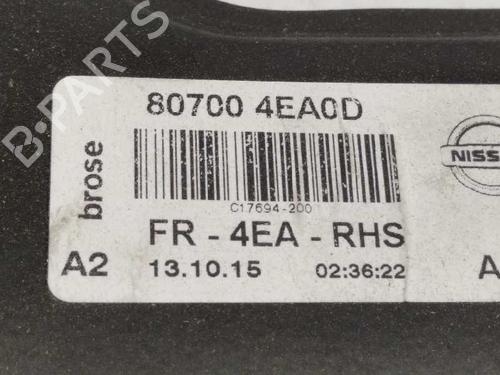 80700 4EA0D
brose
C17694-200
NISS
FR - 4EA - RHS
A2
13.10.15 02:36:22
A
B-PARTS